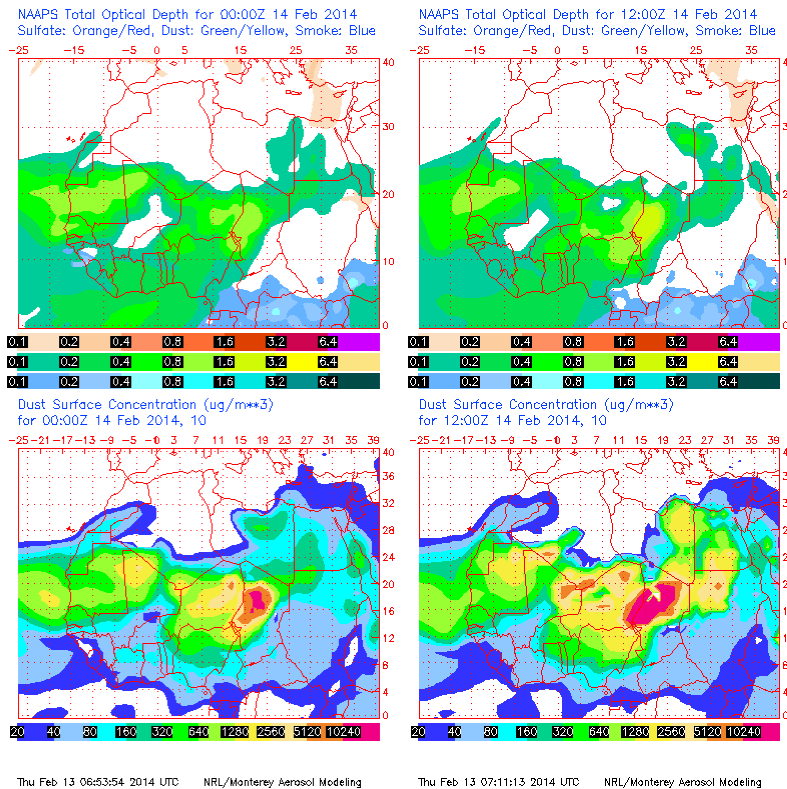 NAAPS Total Optical Depth for 00:00Z 14 Feb 2014
Sulfate: Orange/Red, Dust: Green/Yellow, Smoke: Blue
-25 -15 -5 5 15 25 35
40
30
20
10
0
0.1 0.2 0.4 0.8 1.6 3.2 6.4
0.1 0.2 0.4 0.8 1.6 3.2 6.4
0.1 0.2 0.4 0.8 1.6 3.2 6.4
NAAPS Total Optical Depth for 12:00Z 14 Feb 2014
Sulfate: Orange/Red, Dust: Green/Yellow, Smoke: Blue
-25 -15 -5 5 15 25 35
0.1 0.2 0.4 0.8 1.6 3.2 6.4
0.1 0.2 0.4 0.8 1.6 3.2 6.4
0.1 0.2 0.4 0.8 1.6 3.2 6.4
Dust Surface Concentration (ug/m**3)
for 00:00Z 14 Feb 2014, 10
-25 -21 -17 -13 -9 -5 -1 0 3 7 11 15 19 23 27 31 35 39
40
36
32
28
24
20
16
12
8
4
0
20 40 80 160 320 640 1280 2560 5120 10240
Dust Surface Concentration (ug/m**3)
for 12:00Z 14 Feb 2014, 10
-25 -21 -17 -13 -9 -5 -1 0 3 7 11 15 19 23 27 31 35 39
20 40 80 160 320 640 1280 2560 5120 10240
Thu Feb 13 06:53:54 2014 UTC NRL/Monterey Aerosol Modeling
Thu Feb 13 07:11:13 2014 UTC NRL/Monterey Aerosol Modeling